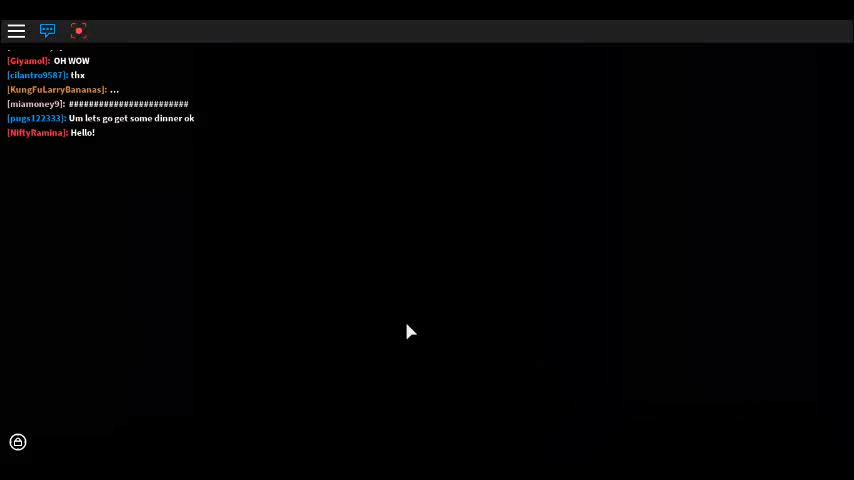 [Giyamol]: OH WOW
[cilantro9587]: thx
[KungFuLarryBananas]: ...
[miamoney9]: ########################
[pugs122333]: Um lets go get some dinner ok
[NiftyRamina]: Hello!